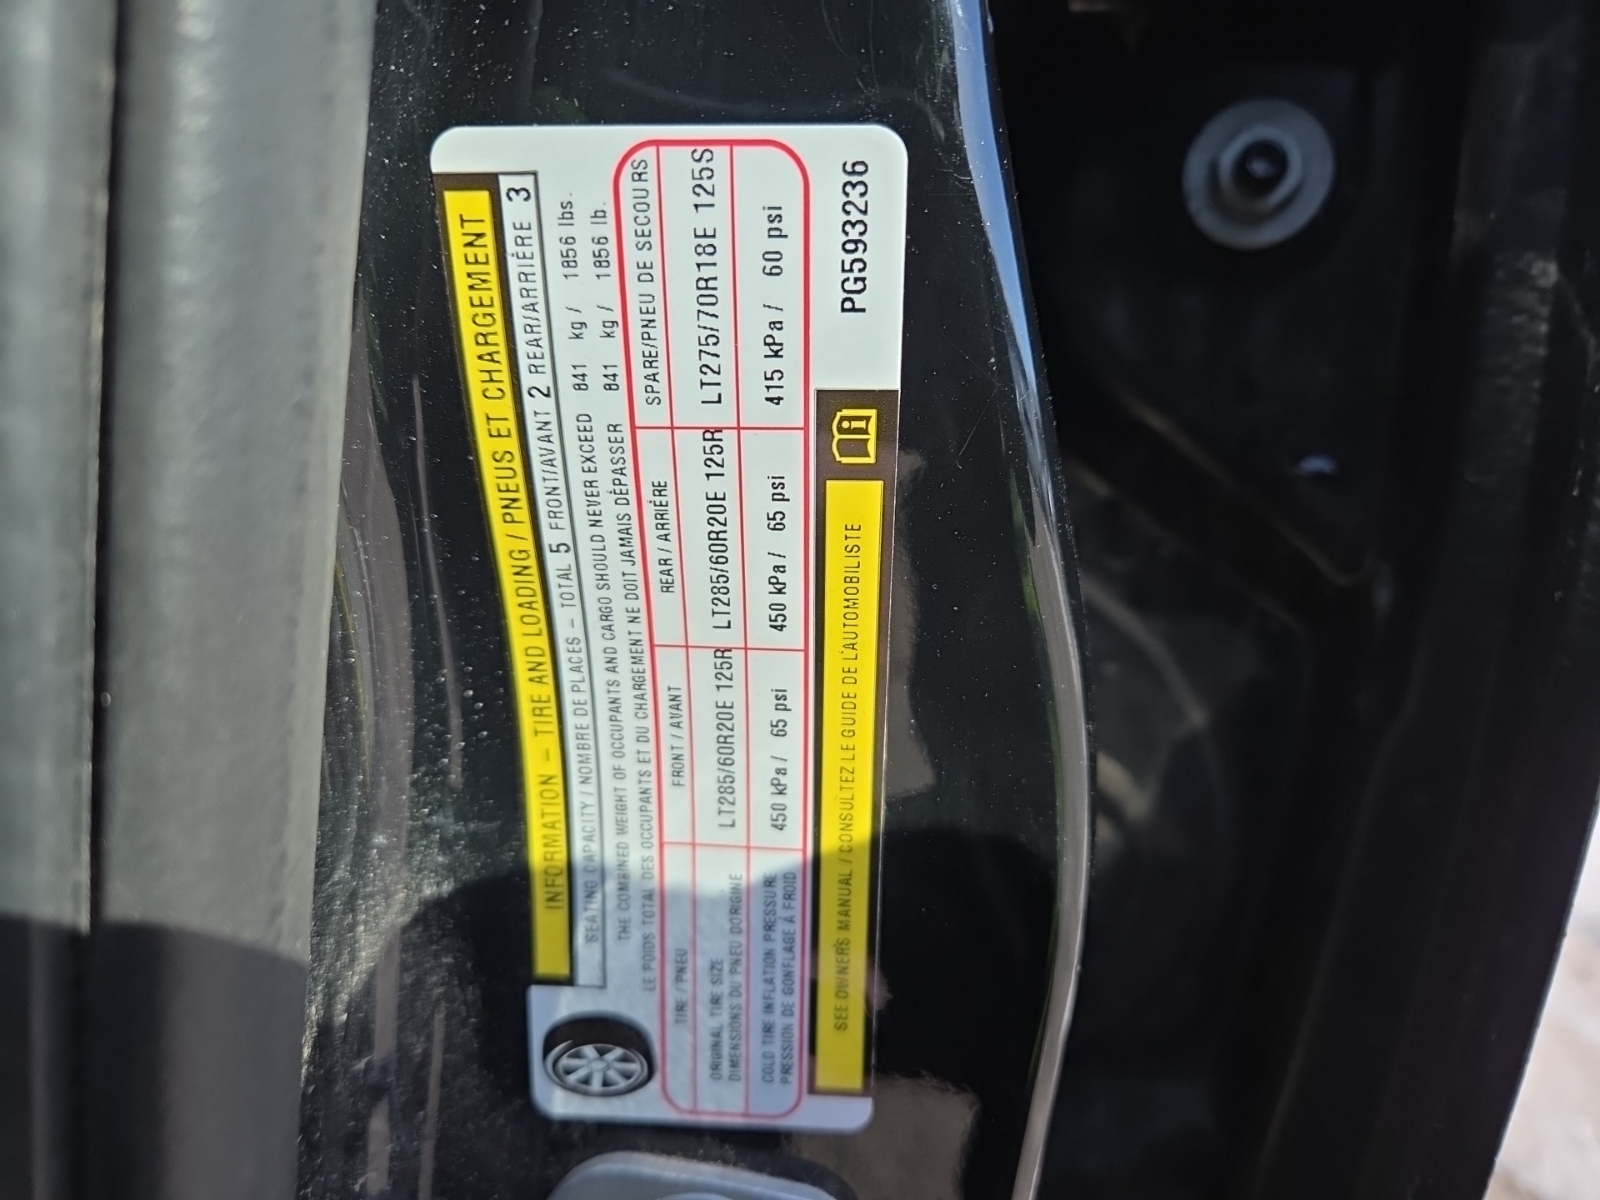 INFORMATION – TIRE AND LOADING / PNEUS ET CHARGEMENT
SEATING CAPACITY / NOMBRE DE PLACES – TOTAL 5 FRONT/AVANT 2 REAR/ARRIÈRE 3
THE COMBINED WEIGHT OF OCCUPANTS AND CARGO SHOULD NEVER EXCEED 841 kg / 1856 lbs.
LE POIDS TOTAL DES OCCUPANTS ET DU CHARGEMENT NE DOIT JAMAIS DÉPASSER 841 kg / 1856 lb.
TIRE / PNEU FRONT / AVANT REAR / ARRIÈRE SPARE/PNEU DE SECOURS
ORIGINAL TIRE SIZE
DIMENSIONS DU PNEU D'ORIGINE
LT285/60R20E 125R LT285/60R20E 125R LT275/70R18E 125S
COLD TIRE INFLATION PRESSURE
PRESSION DE GONFLAGE À FROID
450 kPa / 65 psi 450 kPa / 65 psi 415 kPa / 60 psi
SEE OWNER'S MANUAL / CONSULTEZ LE GUIDE DE L'AUTOMOBILISTE
PG593236